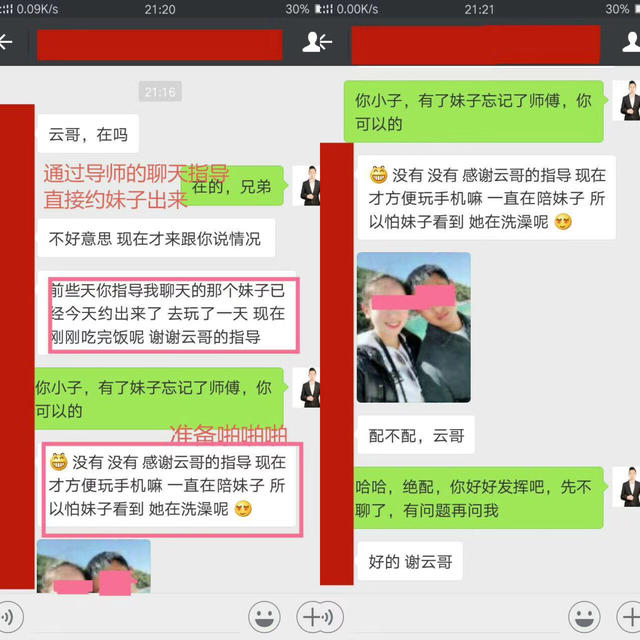 0.09K/s
21:20
30%
0.00K/s
21:21
30%
21:16
云哥，在吗
通过导师的聊天指导
直接约妹子出来
在的，兄弟
不好意思 现在才来跟你说情况
前些天你指导我聊天的那个妹子已
经今天约出来了 去玩了一天 现在
刚刚吃完饭呢 谢谢云哥的指导
你小子，有了妹子忘记了师傅，你
可以的
准备啪啪啪
没有 没有 感谢云哥的指导 现在
才方便玩手机嘛 一直在陪妹子 所
以怕妹子看到 她在洗澡呢
你小子，有了妹子忘记了师傅，你
可以的
没有 没有 感谢云哥的指导 现在
才方便玩手机嘛 一直在陪妹子 所
以怕妹子看到 她在洗澡呢
配不配，云哥
哈哈，绝配，你好好发挥吧，先不
聊了，有问题再问我
好的 谢云哥